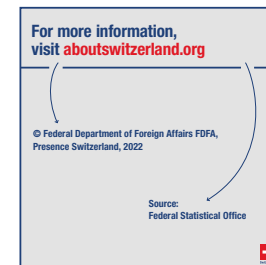 For more information,
visit aboutswitzerland.org
© Federal Department of Foreign Affairs FDFA,
Presence Switzerland, 2022
Source:
Federal Statistical Office